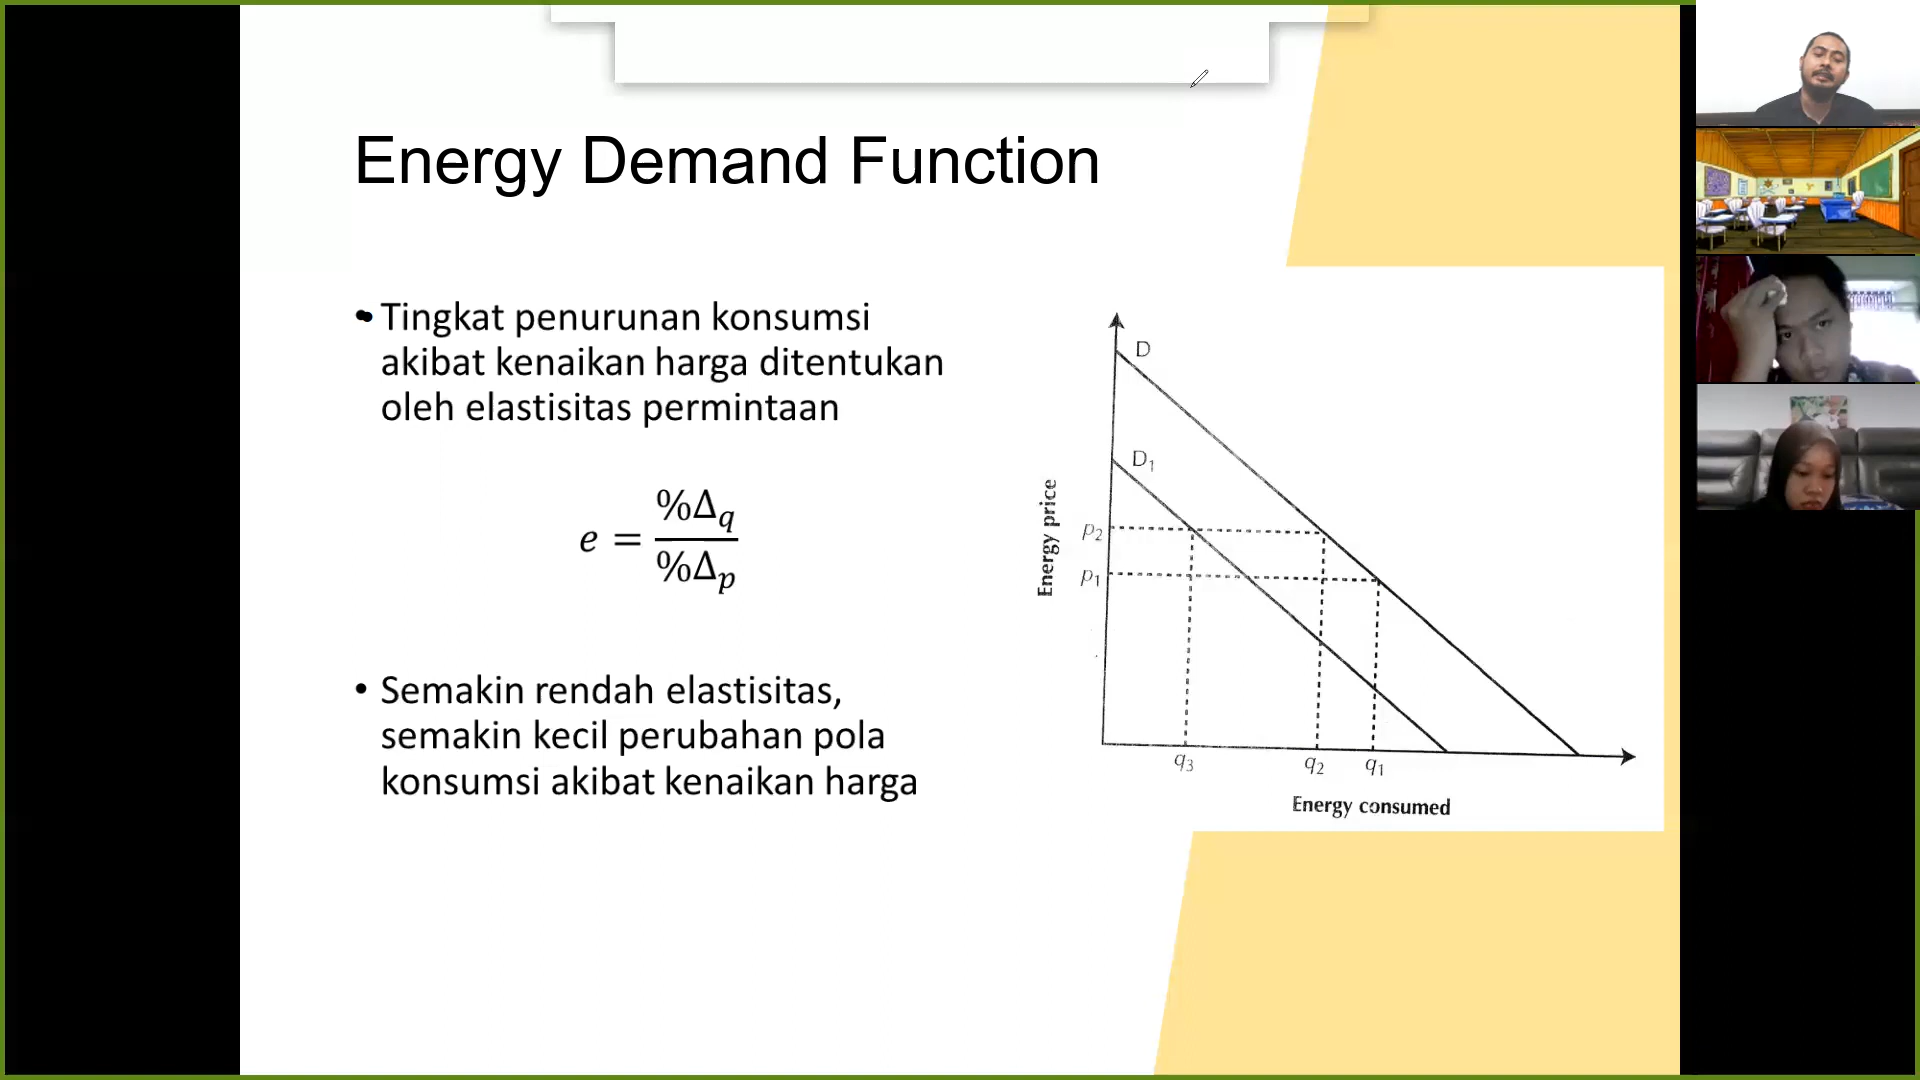 Energy Demand Function
• Tingkat penurunan konsumsi
akibat kenaikan harga ditentukan
oleh elastisitas permintaan
e = %Δq / %Δp
• Semakin rendah elastisitas,
semakin kecil perubahan pola
konsumsi akibat kenaikan harga
D
D₁
Energy price
p₂
p₁
q₃ q₂ q₁
Energy consumed